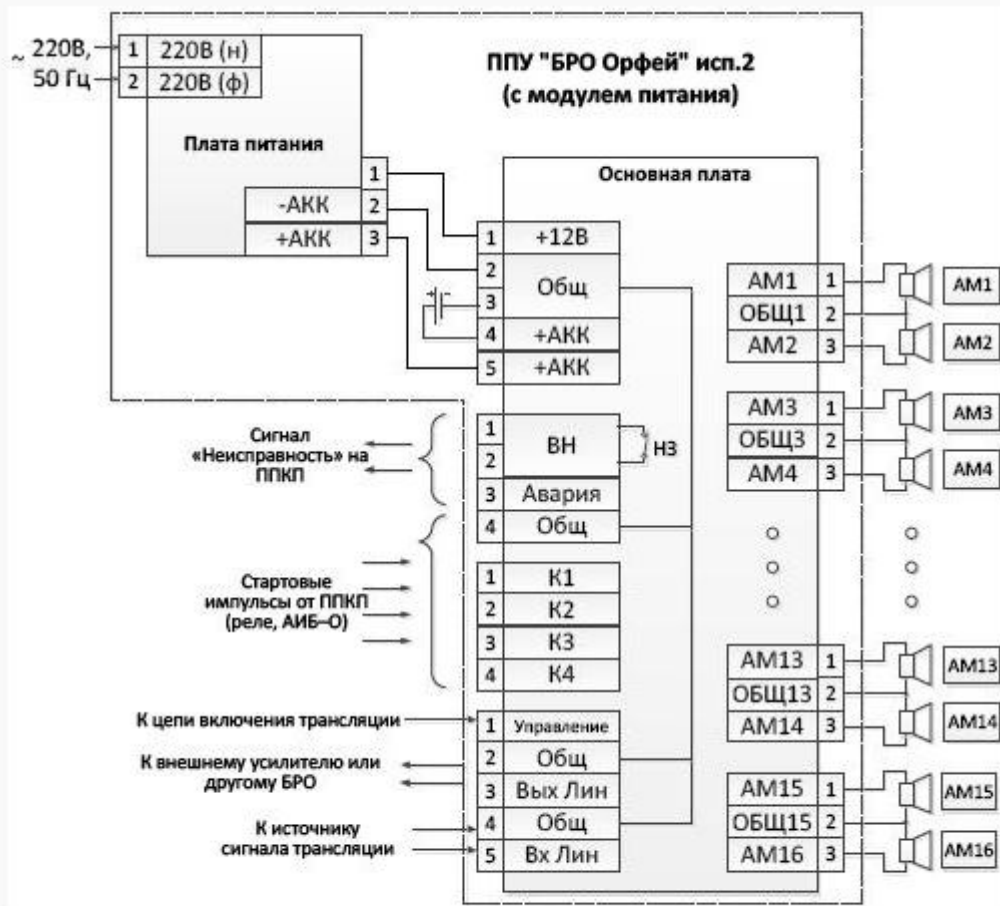 ~ 220В,
50 Гц
1 220В (н)
2 220В (ф)
ППУ "БРО Орфей" исп.2
(с модулем питания)
Плата питания
1
-АКК 2
+АКК 3
Основная плата
1 +12В
2
Общ
3
4 +АКК
5 +АКК
Сигнал
«Неисправность» на
ППКП
1
ВН
2
НЗ
3 Авария
4 Общ
Стартовые
импульсы от ППКП
(реле, АИБ–О)
1 К1
2 К2
3 К3
4 К4
К цепи включения трансляции
К внешнему усилителю или
другому БРО
К источнику
сигнала трансляции
1 Управление
2 Общ
3 Вых Лин
4 Общ
5 Вх Лин
АМ1 1
ОБЩ1 2
АМ2 3
АМ1
АМ2
АМ3 1
ОБЩ3 2
АМ4 3
АМ3
АМ4
АМ13 1
ОБЩ13 2
АМ14 3
АМ13
АМ14
АМ15 1
ОБЩ15 2
АМ16 3
АМ15
АМ16